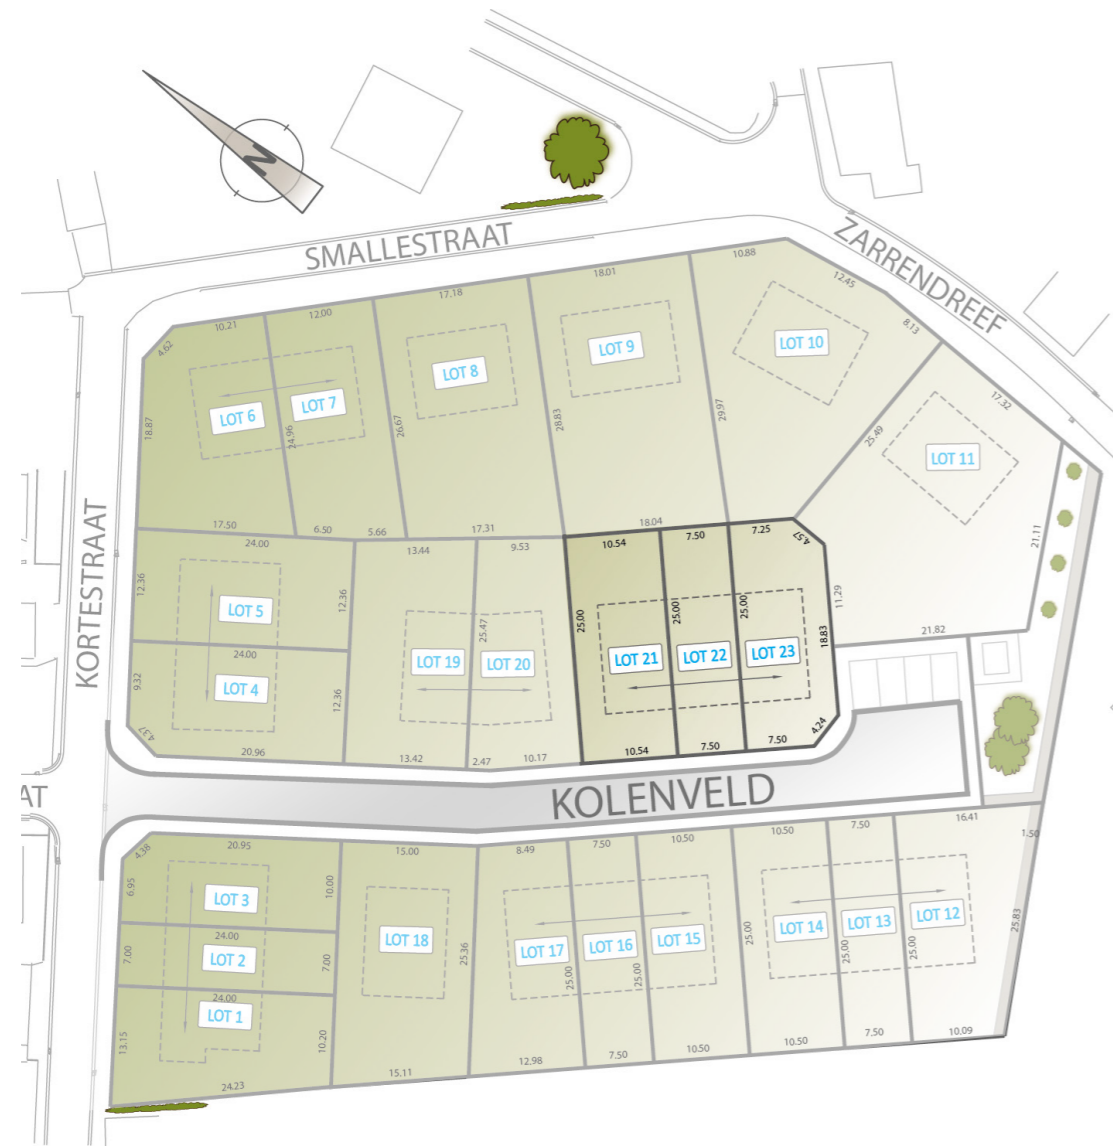 N
SMALLESTRAAT
ZARRENDREEF
10.88
18.01
12.45
17.18
12.00
10.21
8.13
4.62
LOT 10
LOT 9
LOT 8
17.32
LOT 7
LOT 6
29.97
28.83
26.67
24.96
18.87
25.49
LOT 11
KORTESTRAAT
17.50
6.50
5.66
17.31
18.04
7.25
21.11
24.00
13.44
9.53
10.54
7.50
4.57
12.36
12.36
11.29
LOT 5
25.00
25.00
25.00
25.47
18.83
21.82
24.00
LOT 19
LOT 20
LOT 21
LOT 22
LOT 23
9.32
LOT 4
12.36
4.37
4.24
20.96
13.42
2.47
10.17
10.54
7.50
7.50
AT
KOLENVELD
4.38
20.95
15.00
8.49
7.50
10.50
10.50
7.50
16.41
1.50
6.95
LOT 3
10.00
LOT 18
LOT 17
LOT 16
LOT 15
LOT 14
LOT 13
LOT 12
25.83
24.00
7.00
LOT 2
7.00
25.36
25.00
25.00
25.00
25.00
25.00
24.00
LOT 1
13.15
10.20
24.23
15.11
12.98
7.50
10.50
10.50
7.50
10.09